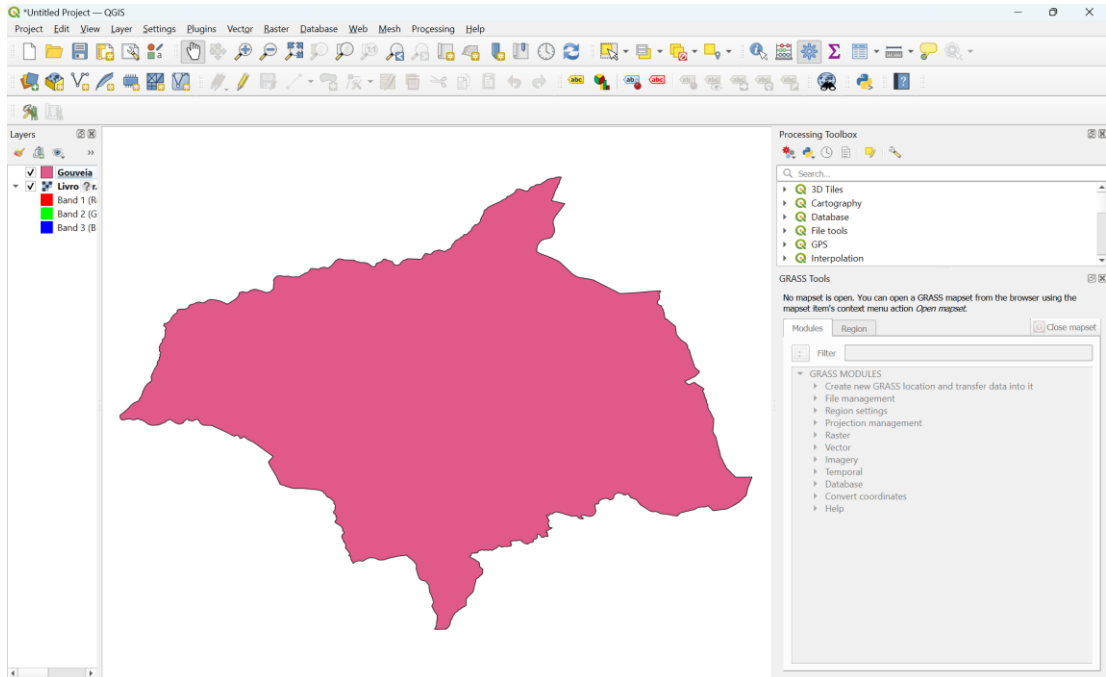 *Untitled Project — QGIS
Project Edit View Layer Settings Plugins Vector Raster Database Web Mesh Processing Help
Layers
Gouveia
Livro r.
Band 1 (R
Band 2 (G
Band 3 (B
Processing Toolbox
Search...
3D Tiles
Cartography
Database
File tools
GPS
Interpolation
GRASS Tools
No mapset is open. You can open a GRASS mapset from the browser using the
mapset item's context menu action Open mapset.
Modules Region Close mapset
Filter
GRASS MODULES
Create new GRASS location and transfer data into it
File management
Region settings
Projection management
Raster
Vector
Imagery
Temporal
Database
Convert coordinates
Help